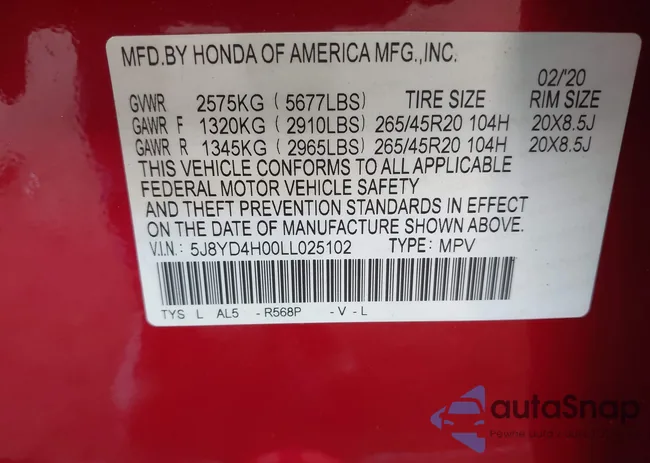 MFD.BY HONDA OF AMERICA MFG.,INC.
02/'20
GVWR 2575KG ( 5677LBS) TIRE SIZE RIM SIZE
GAWR F 1320KG ( 2910LBS) 265/45R20 104H 20X8.5J
GAWR R 1345KG ( 2965LBS) 265/45R20 104H 20X8.5J
THIS VEHICLE CONFORMS TO ALL APPLICABLE
FEDERAL MOTOR VEHICLE SAFETY
AND THEFT PREVENTION STANDARDS IN EFFECT
ON THE DATE OF MANUFACTURE SHOWN ABOVE.
V.I.N.: 5J8YD4H00LL025102 TYPE: MPV
TYS L AL5 - R568P - V - L
autaSnap
Pewne auta